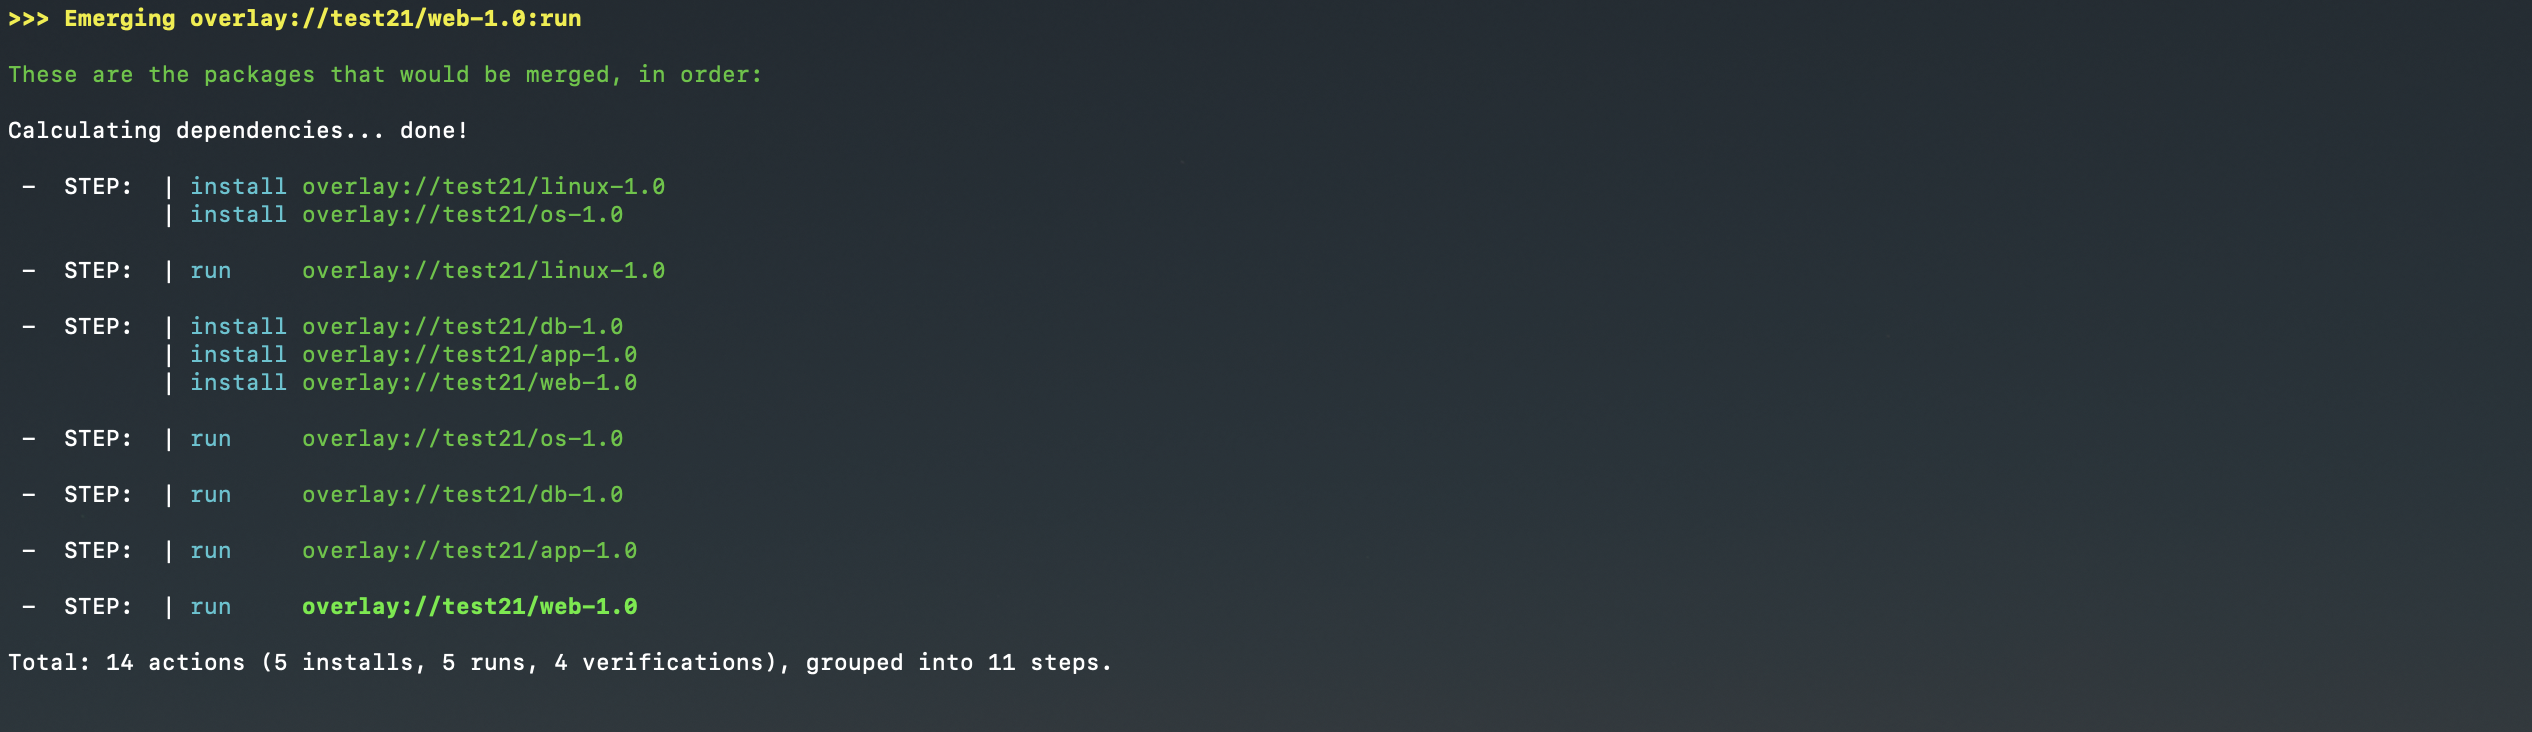 >>> Emerging overlay://test21/web-1.0:run
These are the packages that would be merged, in order:
Calculating dependencies... done!
 -  STEP:  | install overlay://test21/linux-1.0
           | install overlay://test21/os-1.0
 -  STEP:  | run     overlay://test21/linux-1.0
 -  STEP:  | install overlay://test21/db-1.0
           | install overlay://test21/app-1.0
           | install overlay://test21/web-1.0
 -  STEP:  | run     overlay://test21/os-1.0
 -  STEP:  | run     overlay://test21/db-1.0
 -  STEP:  | run     overlay://test21/app-1.0
 -  STEP:  | run     overlay://test21/web-1.0
Total: 14 actions (5 installs, 5 runs, 4 verifications), grouped into 11 steps.